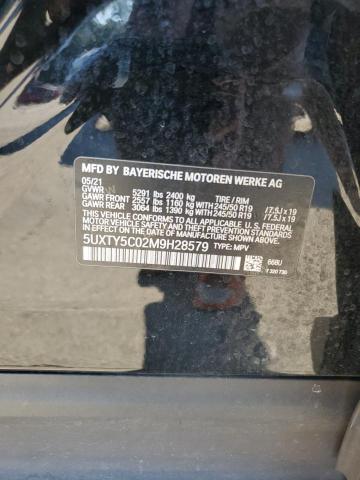 MFD BY BAYERISCHE MOTOREN WERKE AG
05/21
GVWR 5291 lbs 2400 kg TIRE / RIM
GAWR FRONT 2557 lbs 1160 kg WITH 245/50 R19 /7.5J x 19
GAWR REAR 3064 lbs 1390 kg WITH 245/50 R19 /7.5J x 19
THIS VEHICLE CONFORMS TO ALL APPLICABLE U.S. FEDERAL
MOTOR VEHICLE SAFETY AND THEFT PREVENTION STANDARDS
IN EFFECT ON THE DATE OF MANUFACTURE SHOWN ABOVE.
5UXTY5C02M9H28579 TYPE: MPV
668U
7 320 730